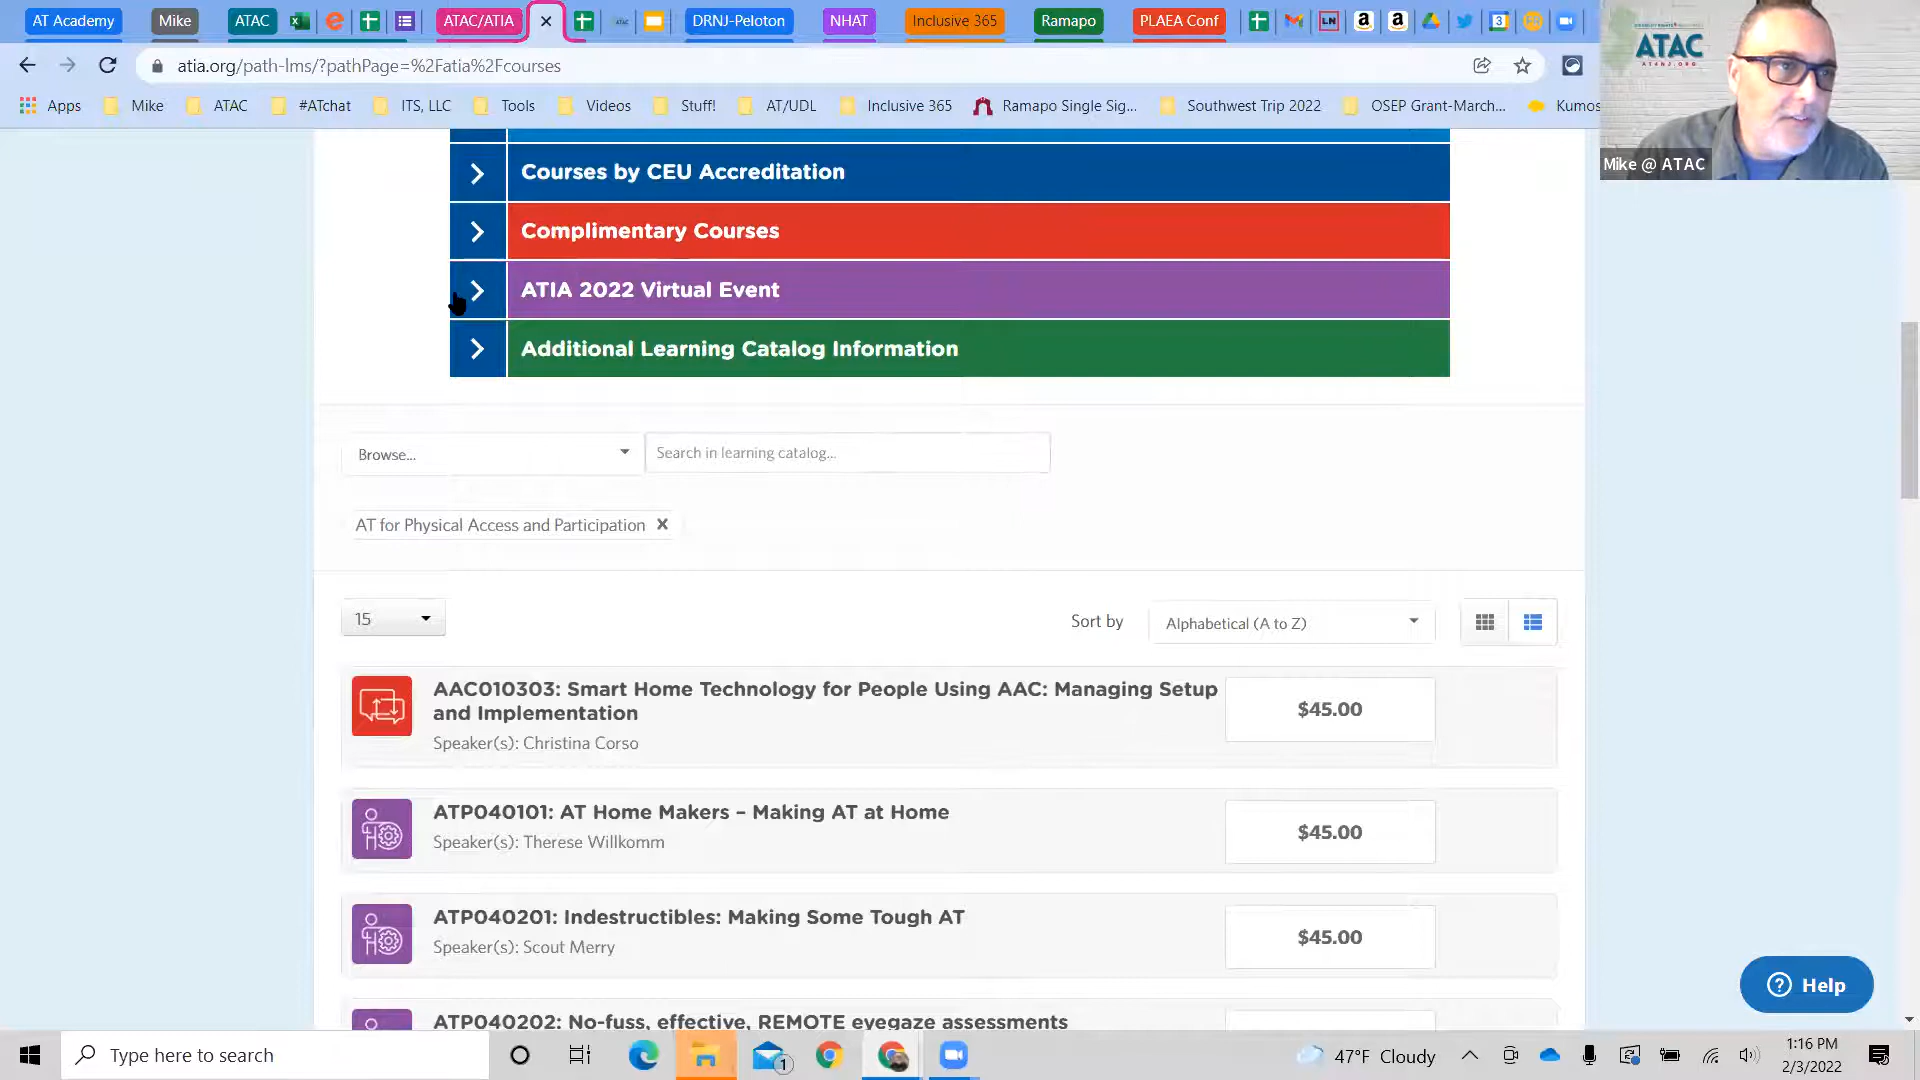 AT Academy Mike ATAC ATAC/ATIA DRNJ-Peloton NHAT Inclusive 365 Ramapo PLAEA Conf LN
atia.org/path-lms/?pathPage=%2Fatia%2Fcourses
Apps Mike ATAC #ATchat ITS, LLC Tools Videos Stuff! AT/UDL Inclusive 365 Ramapo Single Sig... Southwest Trip 2022 OSEP Grant-March... Kumos
ATAC
Mike @ ATAC
Courses by CEU Accreditation
Complimentary Courses
ATIA 2022 Virtual Event
Additional Learning Catalog Information
Browse... Search in learning catalog...
AT for Physical Access and Participation ×
15 Sort by Alphabetical (A to Z)
AAC010303: Smart Home Technology for People Using AAC: Managing Setup
and Implementation
$45.00
Speaker(s): Christina Corso
ATP040101: AT Home Makers – Making AT at Home
$45.00
Speaker(s): Therese Willkomm
ATP040201: Indestructibles: Making Some Tough AT
$45.00
Speaker(s): Scout Merry
Help
ATP040202: No-fuss, effective, REMOTE eyegaze assessments
Type here to search 1 47°F Cloudy 1:16 PM
2/3/2022